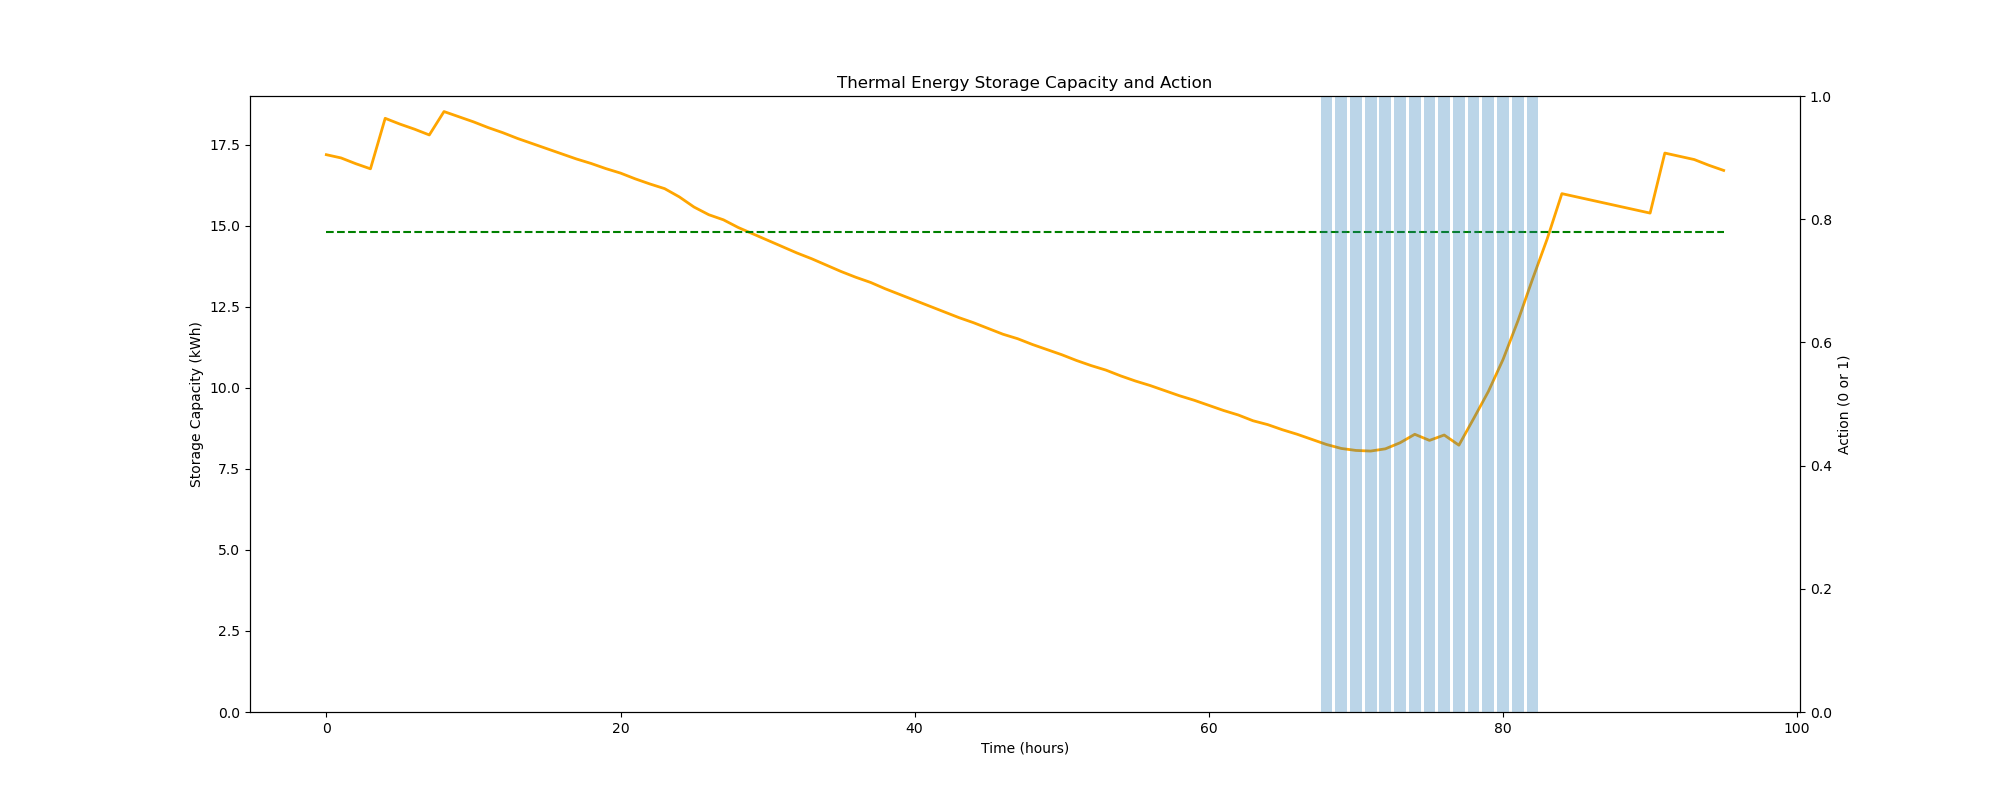 Thermal Energy Storage Capacity and Action
17.5
15.0
12.5
10.0
7.5
5.0
2.5
0.0
Storage Capacity (kWh)
1.0
0.8
0.6
0.4
0.2
0.0
Action (0 or 1)
0 20 40 60 80 100
Time (hours)